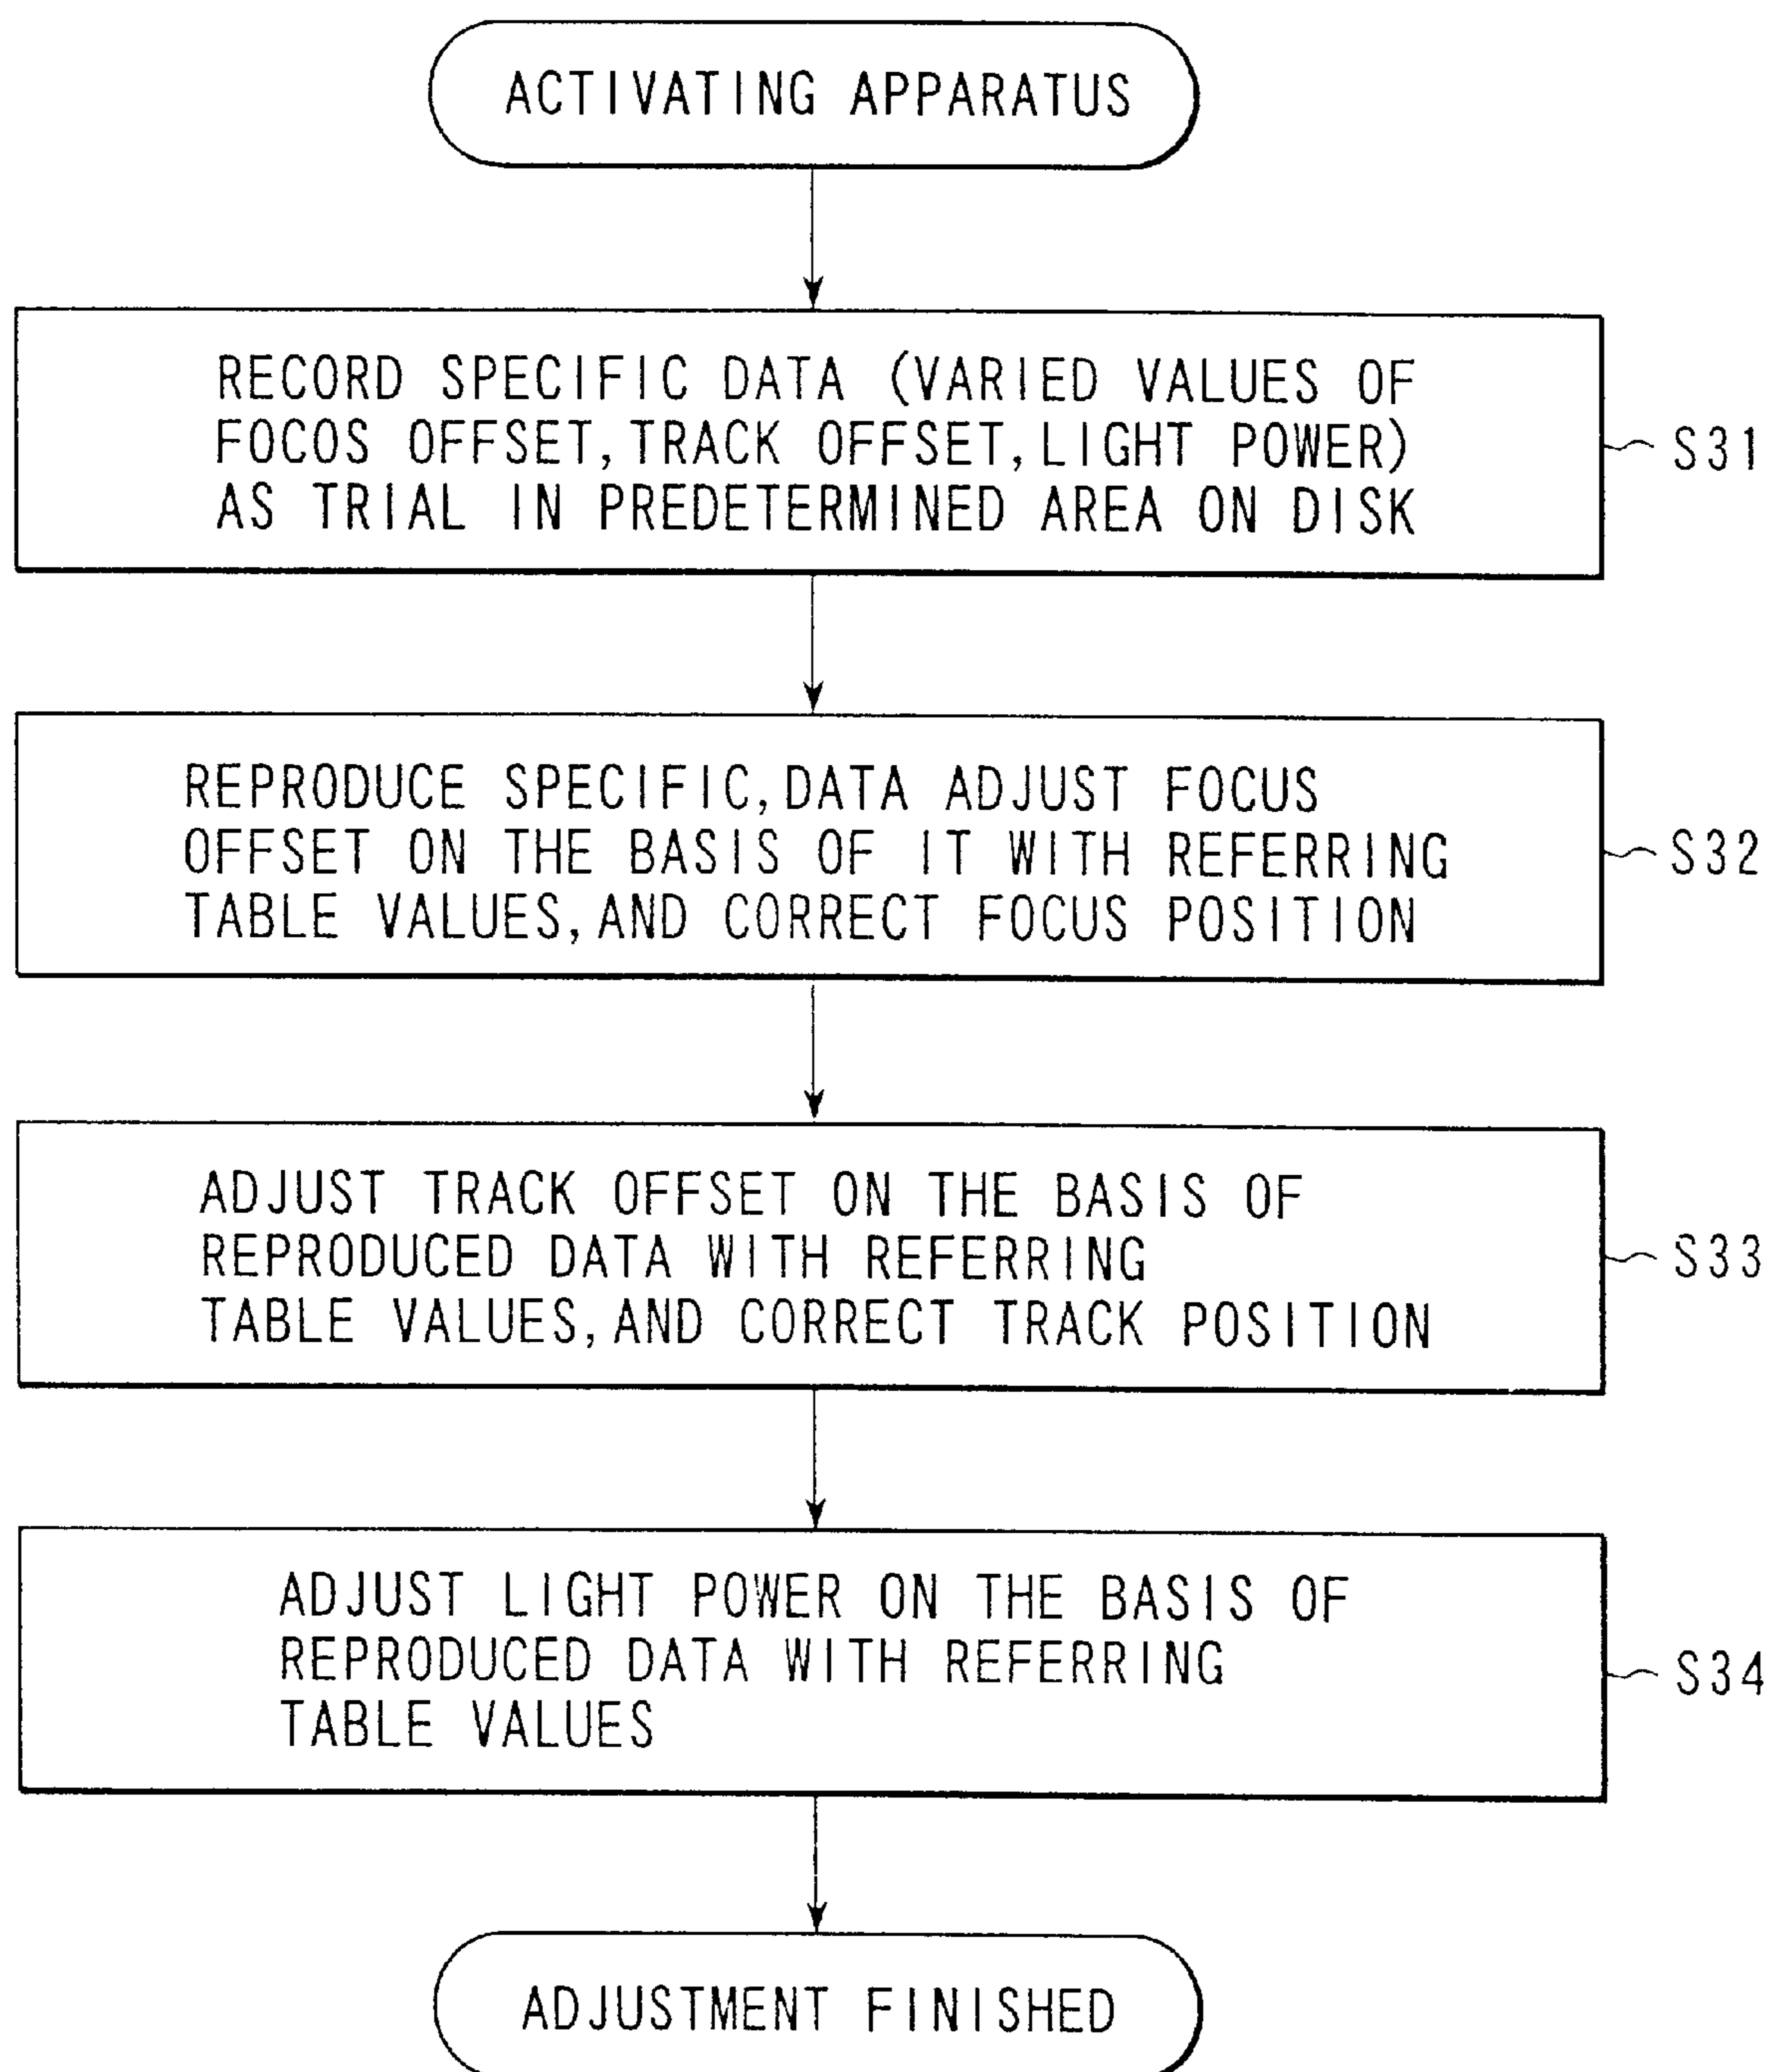 ACTIVATING APPARATUS
RECORD SPECIFIC DATA (VARIED VALUES OF
FOCOS OFFSET, TRACK OFFSET, LIGHT POWER)
AS TRIAL IN PREDETERMINED AREA ON DISK
S31
REPRODUCE SPECIFIC, DATA ADJUST FOCUS
OFFSET ON THE BASIS OF IT WITH REFERRING
TABLE VALUES, AND CORRECT FOCUS POSITION
S32
ADJUST TRACK OFFSET ON THE BASIS OF
REPRODUCED DATA WITH REFERRING
TABLE VALUES, AND CORRECT TRACK POSITION
S33
ADJUST LIGHT POWER ON THE BASIS OF
REPRODUCED DATA WITH REFERRING
TABLE VALUES
S34
ADJUSTMENT FINISHED